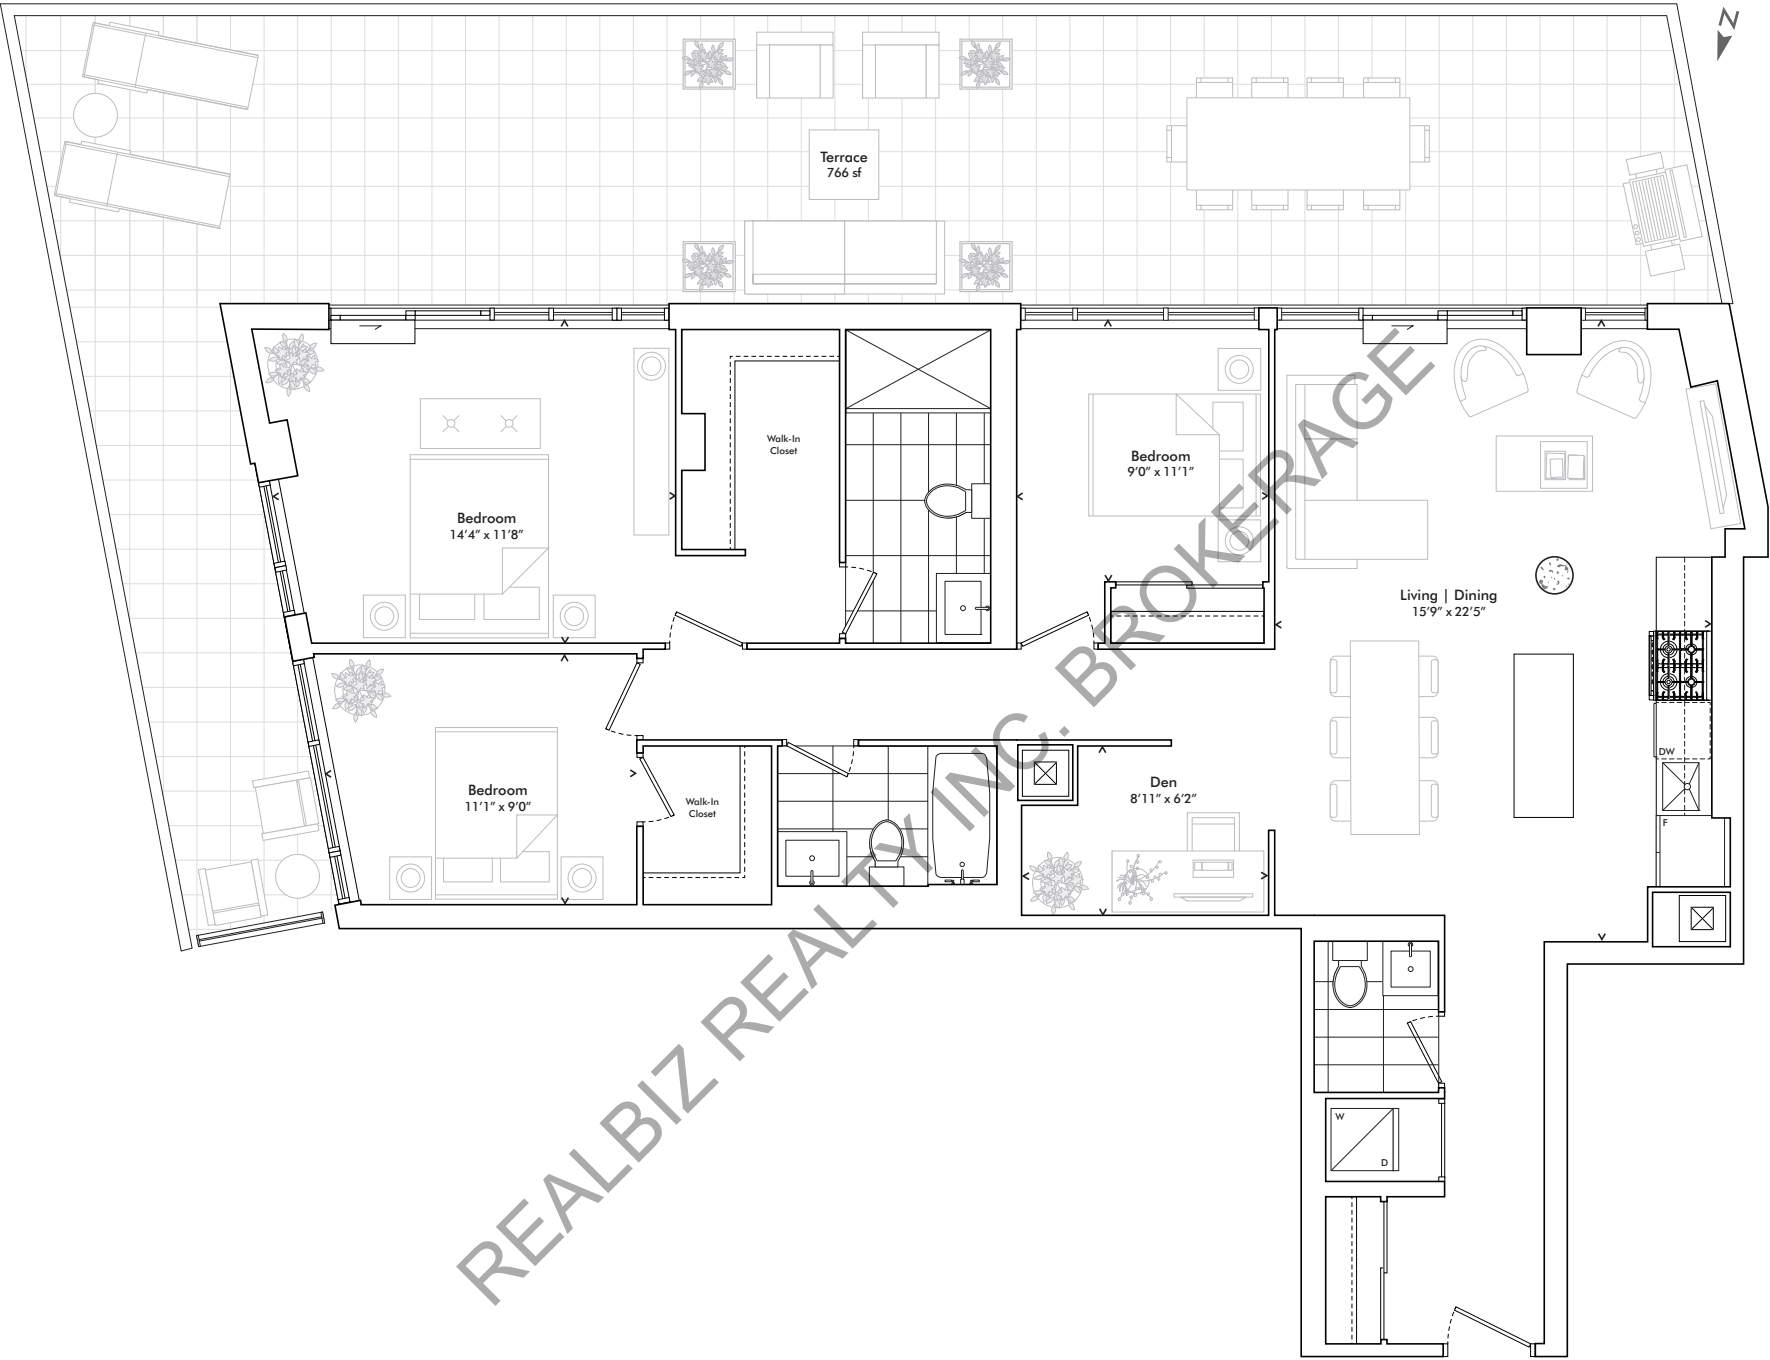 N
Terrace
766 sf
Walk-In
Closet
Bedroom
9'0" x 11'1"
Bedroom
14'4" x 11'8"
Living | Dining
15'9" x 22'5"
DW
Bedroom
11'1" x 9'0"
Walk-In
Closet
Den
8'11" x 6'2"
F
W
D
REALBIZ REALTY INC. BROKERAGE